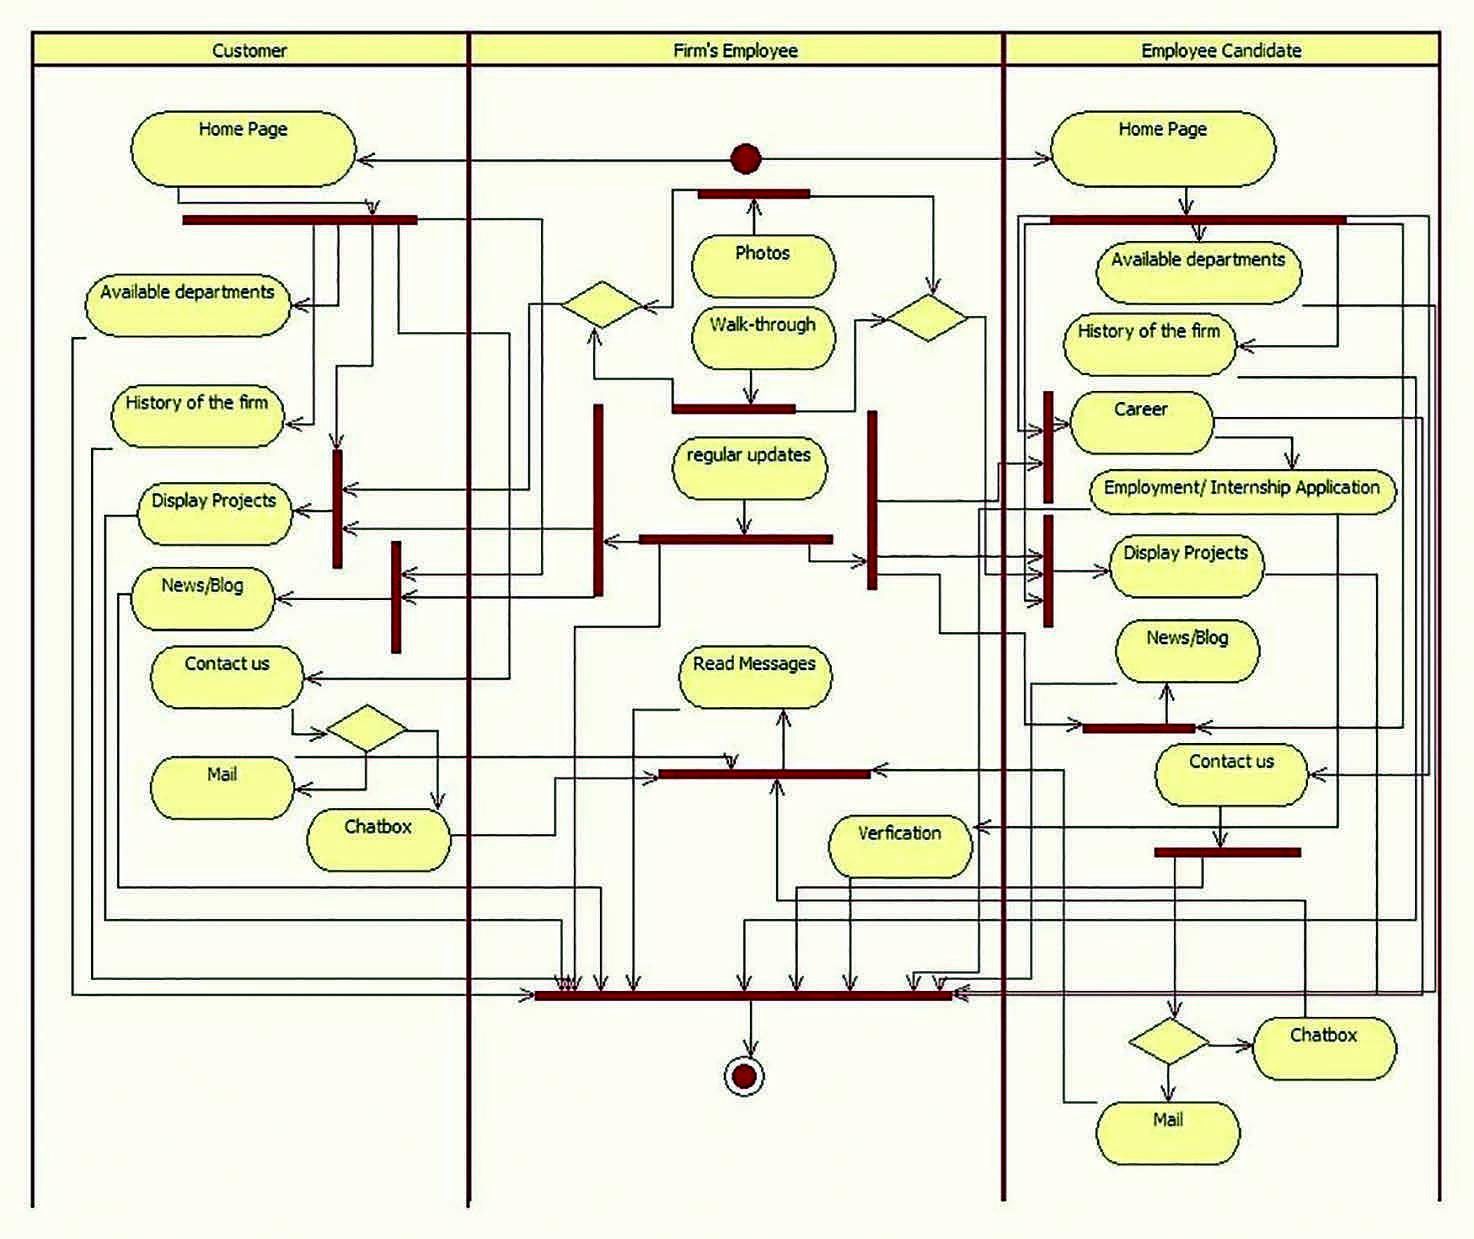 Customer
Firm's Employee
Employee Candidate
Home Page
Available departments
History of the firm
Display Projects
News/Blog
Contact us
Mail
Chatbox
Photos
Walk-through
regular updates
Read Messages
Verfication
Home Page
Available departments
History of the firm
Career
Employment/ Internship Application
Display Projects
News/Blog
Contact us
Chatbox
Mail